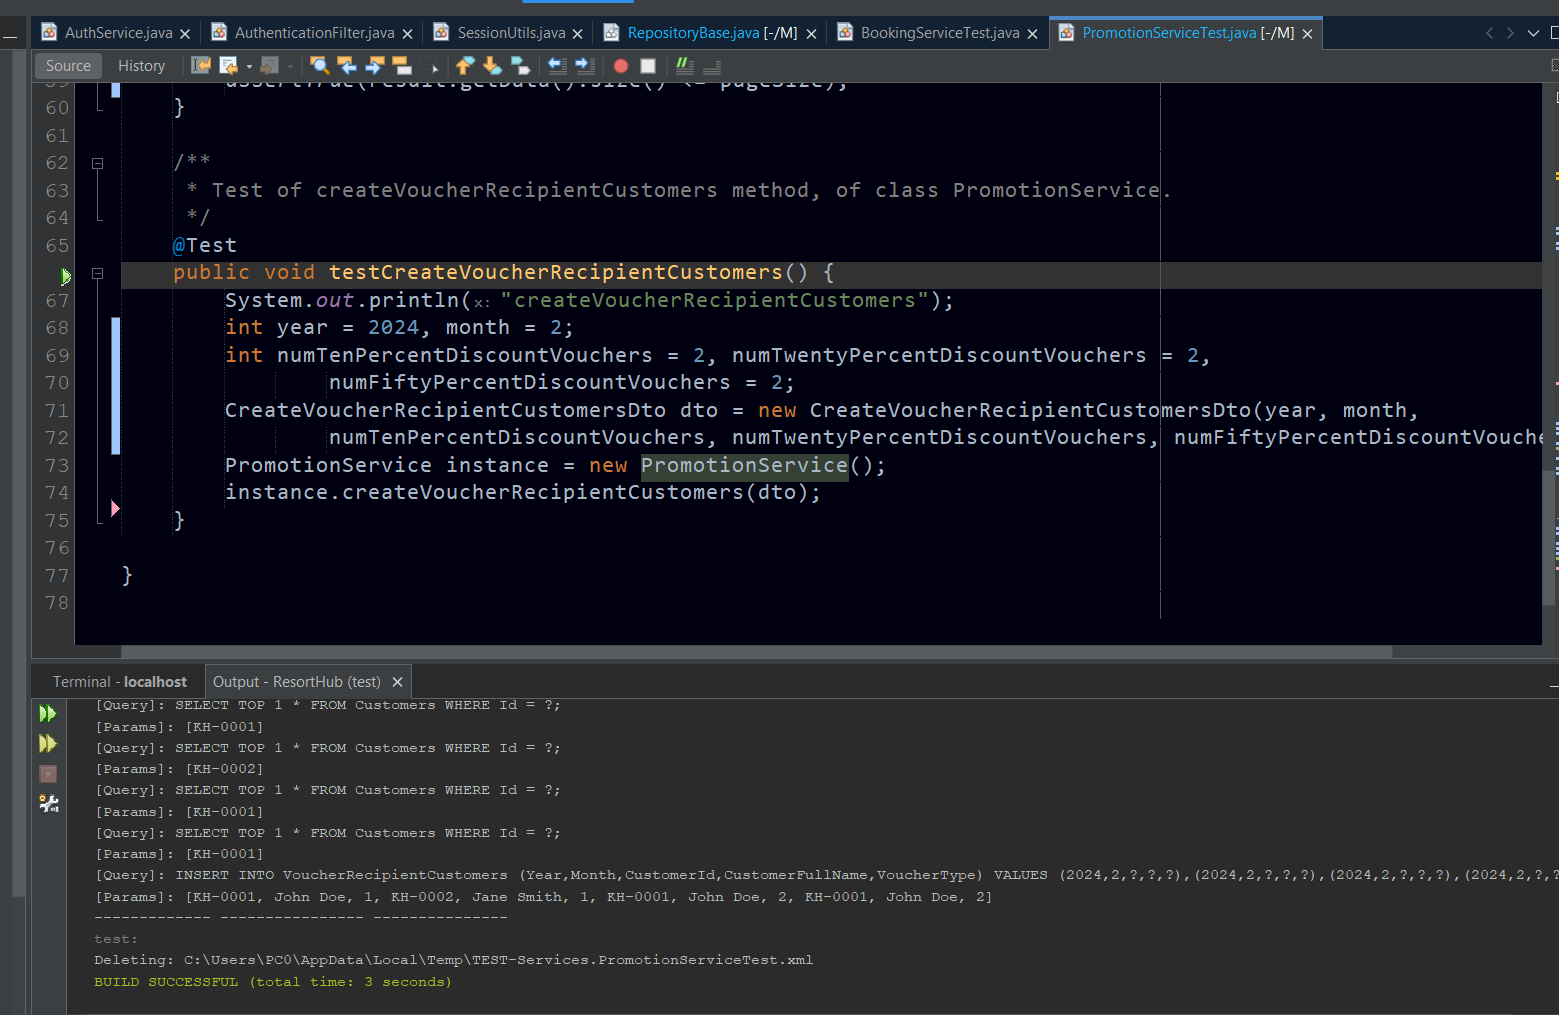 AuthService.java AuthenticationFilter.java SessionUtils.java RepositoryBase.java [-/M] BookingServiceTest.java PromotionServiceTest.java [-/M]
Source History
60 }
61
62 /**
63 * Test of createVoucherRecipientCustomers method, of class PromotionService.
64 */
65 @Test
public void testCreateVoucherRecipientCustomers() {
67 System.out.println(x: "createVoucherRecipientCustomers");
68 int year = 2024, month = 2;
69 int numTenPercentDiscountVouchers = 2, numTwentyPercentDiscountVouchers = 2,
70 numFiftyPercentDiscountVouchers = 2;
71 CreateVoucherRecipientCustomersDto dto = new CreateVoucherRecipientCustomersDto(year, month,
72 numTenPercentDiscountVouchers, numTwentyPercentDiscountVouchers, numFiftyPercentDiscountVouche
73 PromotionService instance = new PromotionService();
74 instance.createVoucherRecipientCustomers(dto);
75 }
76
77 }
78
Terminal - localhost Output - ResortHub (test)
[Query]: SELECT TOP 1 * FROM Customers WHERE Id = ?;
[Params]: [KH-0001]
[Query]: SELECT TOP 1 * FROM Customers WHERE Id = ?;
[Params]: [KH-0002]
[Query]: SELECT TOP 1 * FROM Customers WHERE Id = ?;
[Params]: [KH-0001]
[Query]: SELECT TOP 1 * FROM Customers WHERE Id = ?;
[Params]: [KH-0001]
[Query]: INSERT INTO VoucherRecipientCustomers (Year,Month,CustomerId,CustomerFullName,VoucherType) VALUES (2024,2,?,?,?),(2024,2,?,?,?),(2024,2,?,?,?),(2024,2,?,?
[Params]: [KH-0001, John Doe, 1, KH-0002, Jane Smith, 1, KH-0001, John Doe, 2, KH-0001, John Doe, 2]
------------- ---------------- ---------------
test:
Deleting: C:\Users\PC0\AppData\Local\Temp\TEST-Services.PromotionServiceTest.xml
BUILD SUCCESSFUL (total time: 3 seconds)